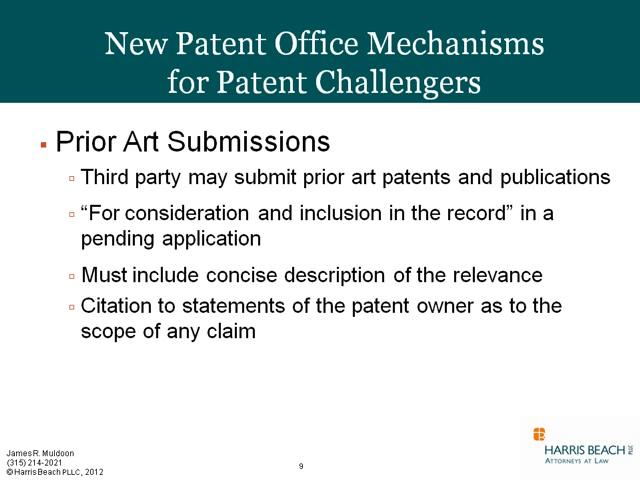 New Patent Office Mechanisms
for Patent Challengers
Prior Art Submissions
Third party may submit prior art patents and publications
“For consideration and inclusion in the record” in a
pending application
Must include concise description of the relevance
Citation to statements of the patent owner as to the
scope of any claim
James R. Muldoon
(315) 214-2021
© Harris Beach PLLC, 2012
9
HARRIS BEACH PLLC
ATTORNEYS AT LAW